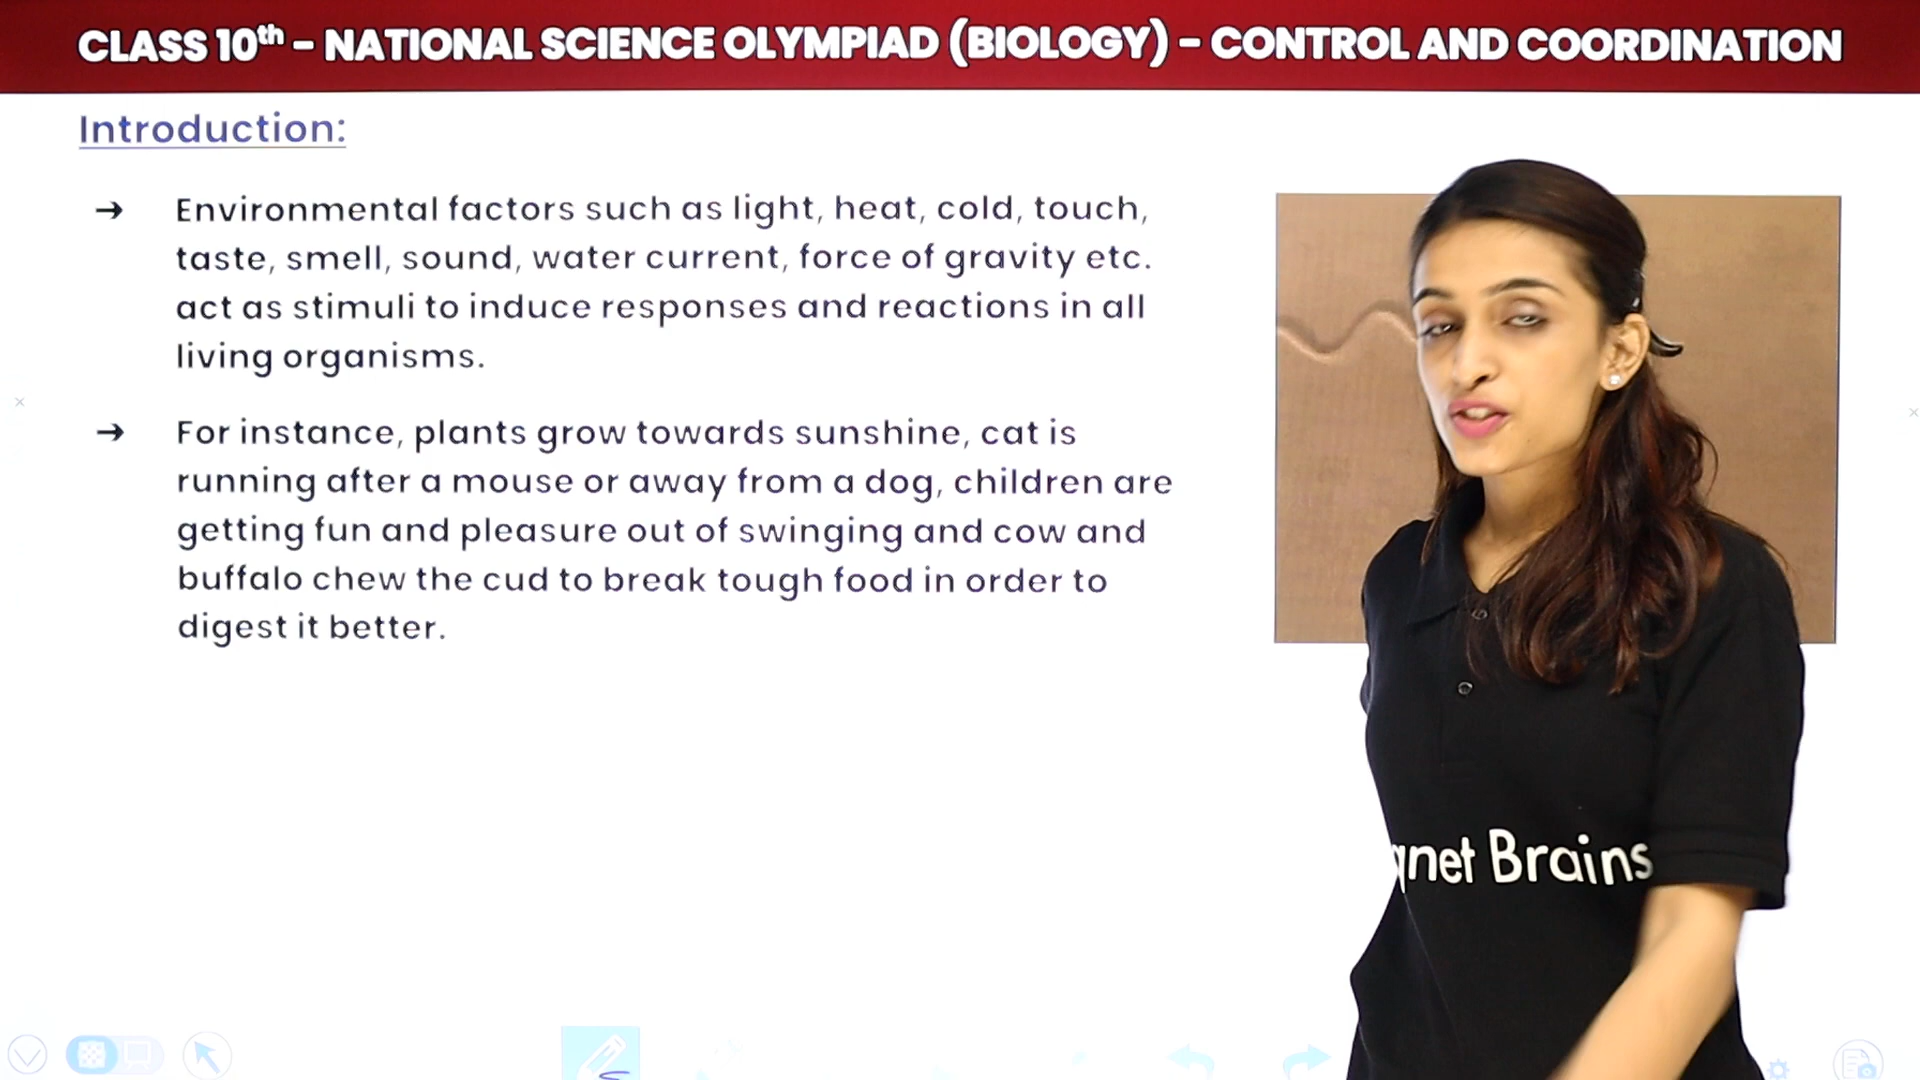 CLASS 10th - NATIONAL SCIENCE OLYMPIAD (BIOLOGY) - CONTROL AND COORDINATION
Introduction:
→ Environmental factors such as light, heat, cold, touch,
taste, smell, sound, water current, force of gravity etc.
act as stimuli to induce responses and reactions in all
living organisms.
→ For instance, plants grow towards sunshine, cat is
running after a mouse or away from a dog, children are
getting fun and pleasure out of swinging and cow and
buffalo chew the cud to break tough food in order to
digest it better.
gnet Brains